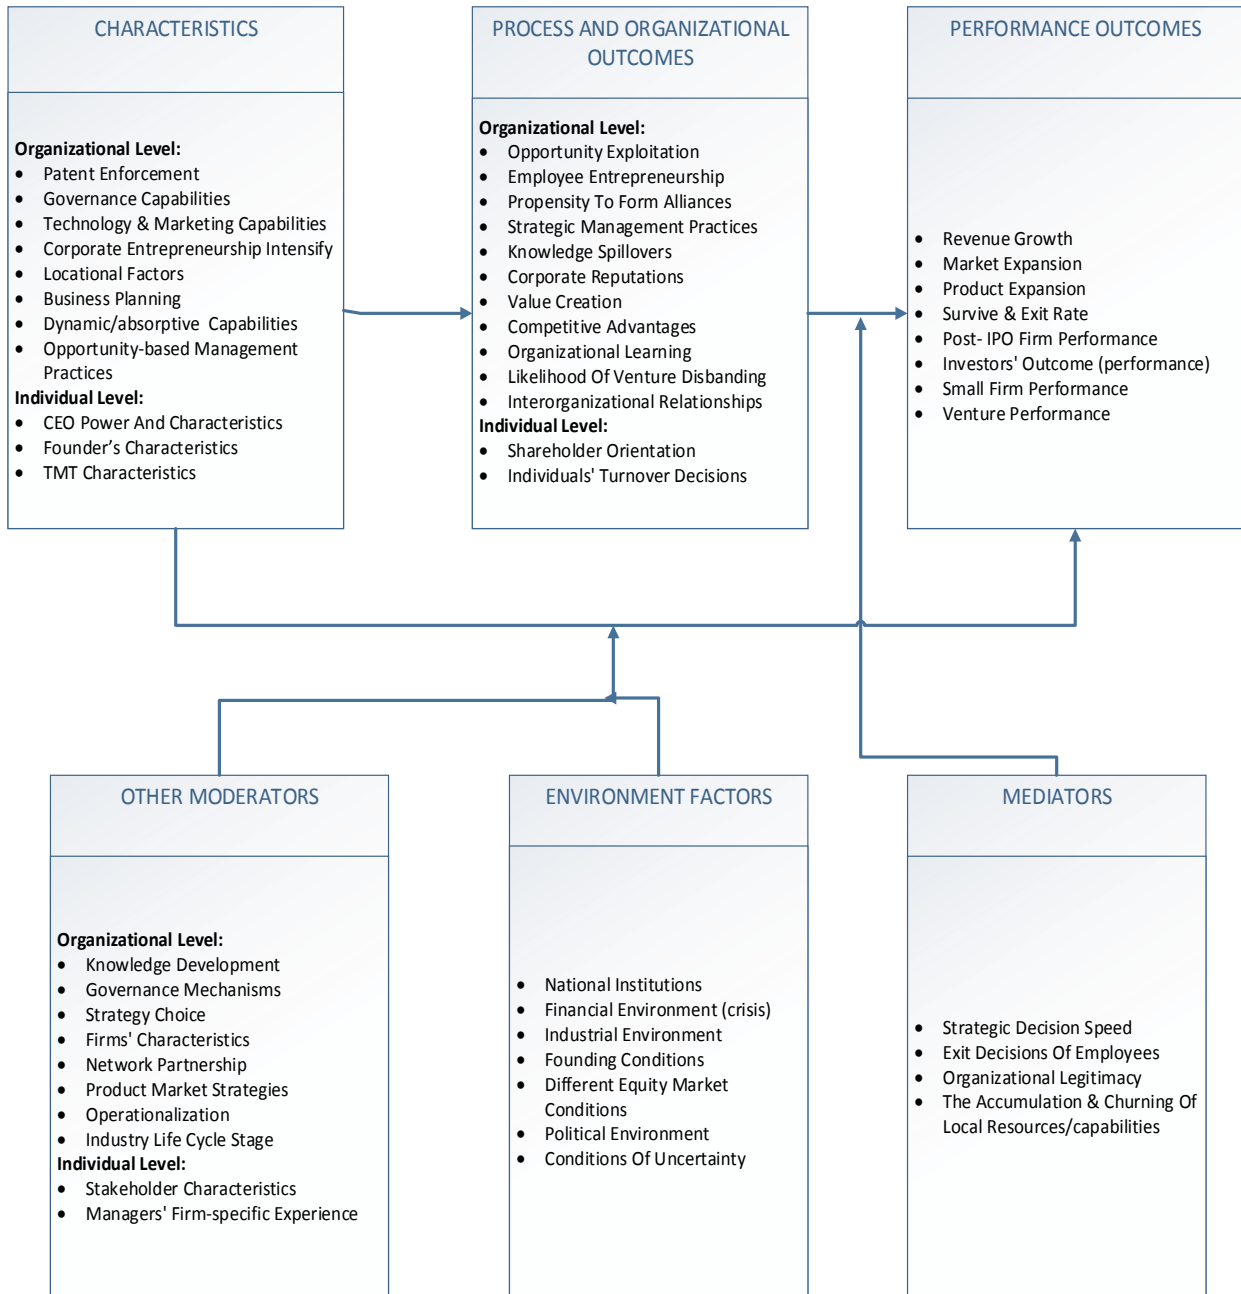 CHARACTERISTICS
Organizational Level:
• Patent Enforcement
• Governance Capabilities
• Technology & Marketing Capabilities
• Corporate Entrepreneurship Intensify
• Locational Factors
• Business Planning
• Dynamic/absorptive Capabilities
• Opportunity-based Management
Practices
Individual Level:
• CEO Power And Characteristics
• Founder’s Characteristics
• TMT Characteristics
PROCESS AND ORGANIZATIONAL
OUTCOMES
Organizational Level:
• Opportunity Exploitation
• Employee Entrepreneurship
• Propensity To Form Alliances
• Strategic Management Practices
• Knowledge Spillovers
• Corporate Reputations
• Value Creation
• Competitive Advantages
• Organizational Learning
• Likelihood Of Venture Disbanding
• Interorganizational Relationships
Individual Level:
• Shareholder Orientation
• Individuals' Turnover Decisions
PERFORMANCE OUTCOMES
• Revenue Growth
• Market Expansion
• Product Expansion
• Survive & Exit Rate
• Post- IPO Firm Performance
• Investors' Outcome (performance)
• Small Firm Performance
• Venture Performance
OTHER MODERATORS
Organizational Level:
• Knowledge Development
• Governance Mechanisms
• Strategy Choice
• Firms' Characteristics
• Network Partnership
• Product Market Strategies
• Operationalization
• Industry Life Cycle Stage
Individual Level:
• Stakeholder Characteristics
• Managers' Firm-specific Experience
ENVIRONMENT FACTORS
• National Institutions
• Financial Environment (crisis)
• Industrial Environment
• Founding Conditions
• Different Equity Market
Conditions
• Political Environment
• Conditions Of Uncertainty
MEDIATORS
• Strategic Decision Speed
• Exit Decisions Of Employees
• Organizational Legitimacy
• The Accumulation & Churning Of
Local Resources/capabilities